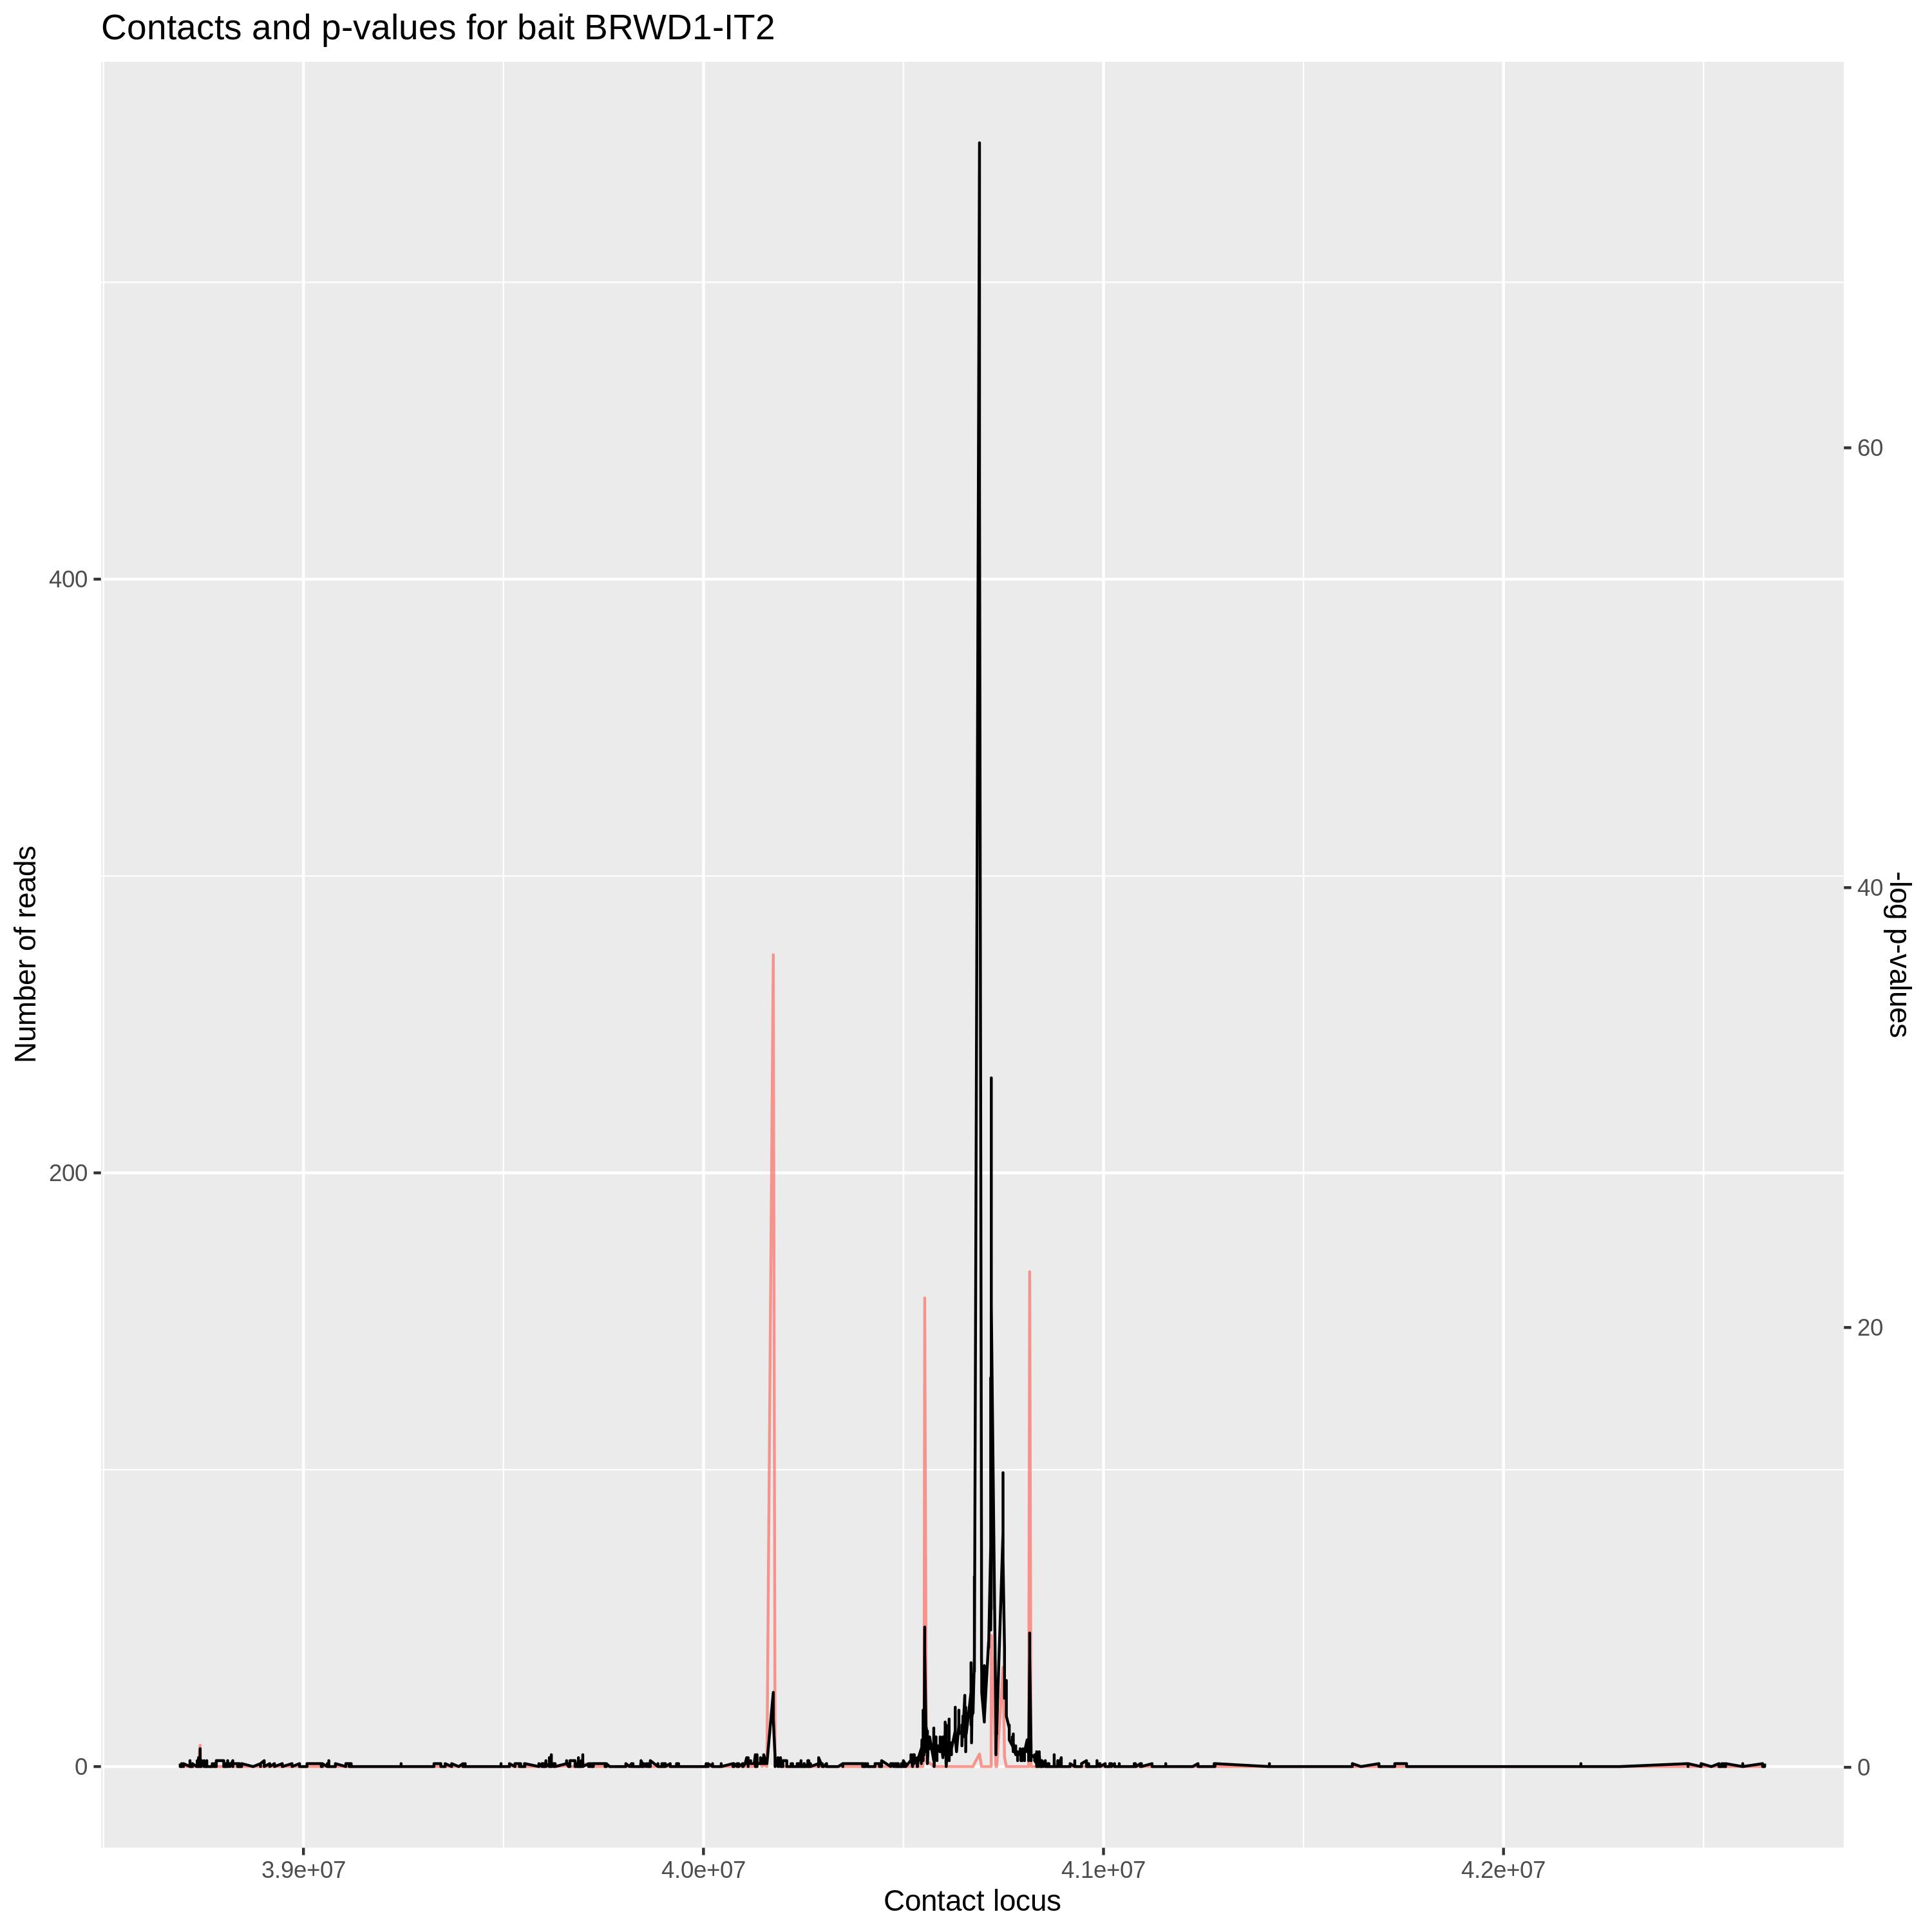 Contacts and p-values for bait BRWD1-IT2
Number of reads
400
200
0
60
40
20
0
-log p-values
3.9e+07
4.0e+07
4.1e+07
4.2e+07
Contact locus